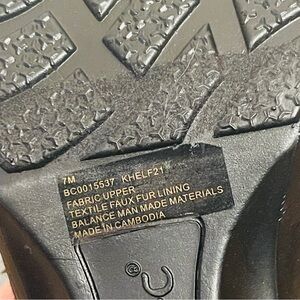 7M
BC0015537 KHELF21
FABRIC UPPER
TEXTILE FAUX FUR LINING
BALANCE MAN MADE MATERIALS
MADE IN CAMBODIA